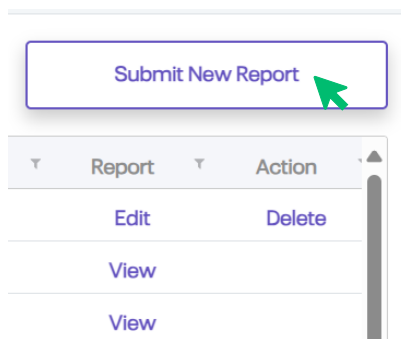 Submit New Report
Report Action
Edit Delete
View
View